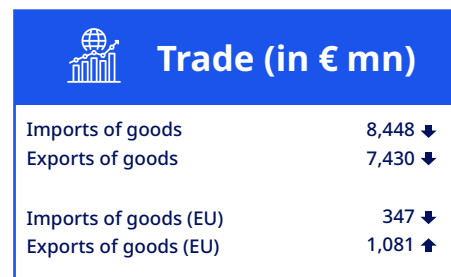 Trade (in € mn)
Imports of goods 8,448
Exports of goods 7,430
Imports of goods (EU) 347
Exports of goods (EU) 1,081